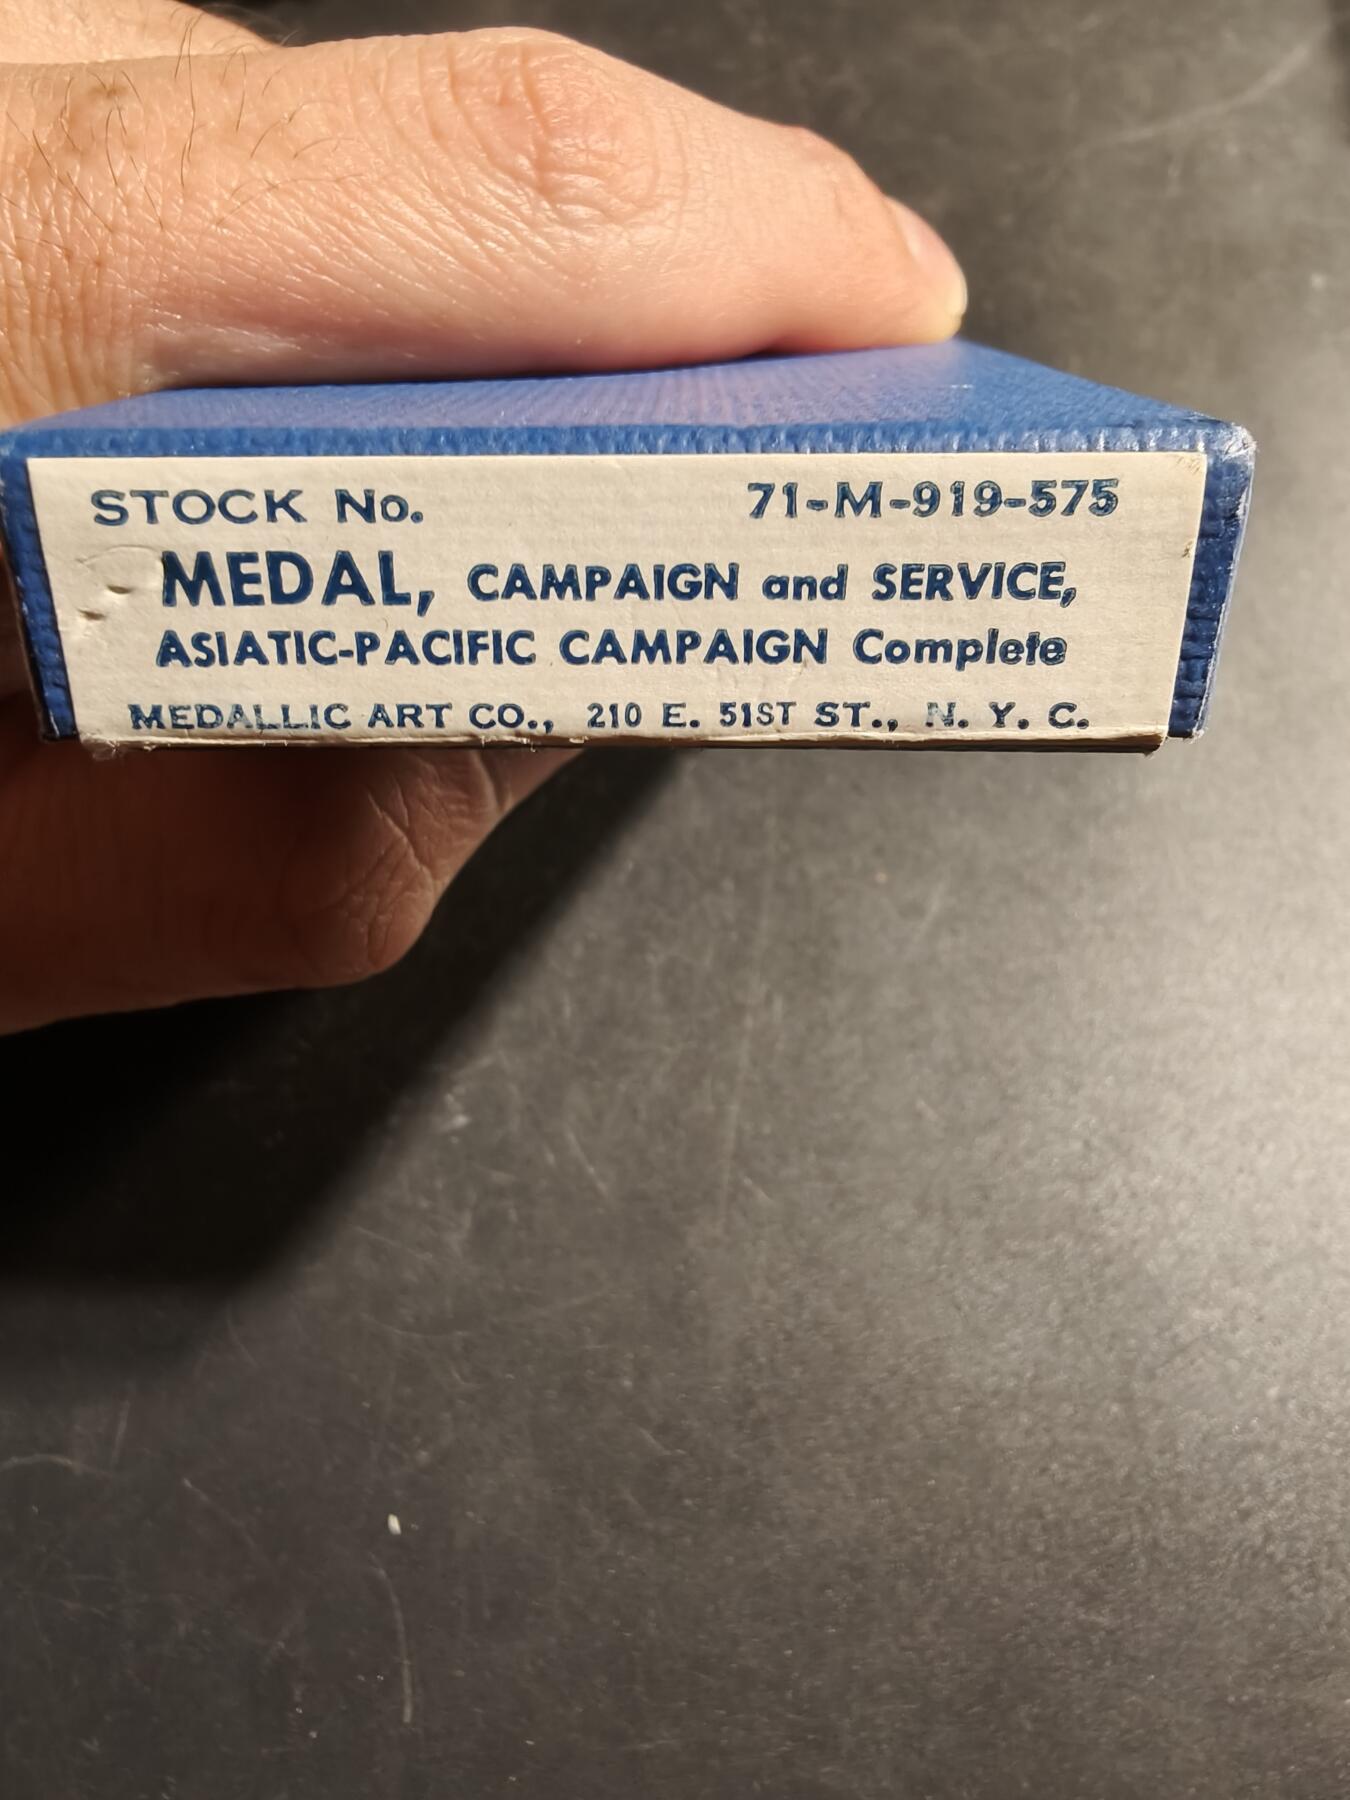 STOCK No. 71-M-919-575
MEDAL, CAMPAIGN and SERVICE,
ASIATIC-PACIFIC CAMPAIGN Complete
MEDALLIC ART CO., 210 E. 51ST ST., N. Y. C.